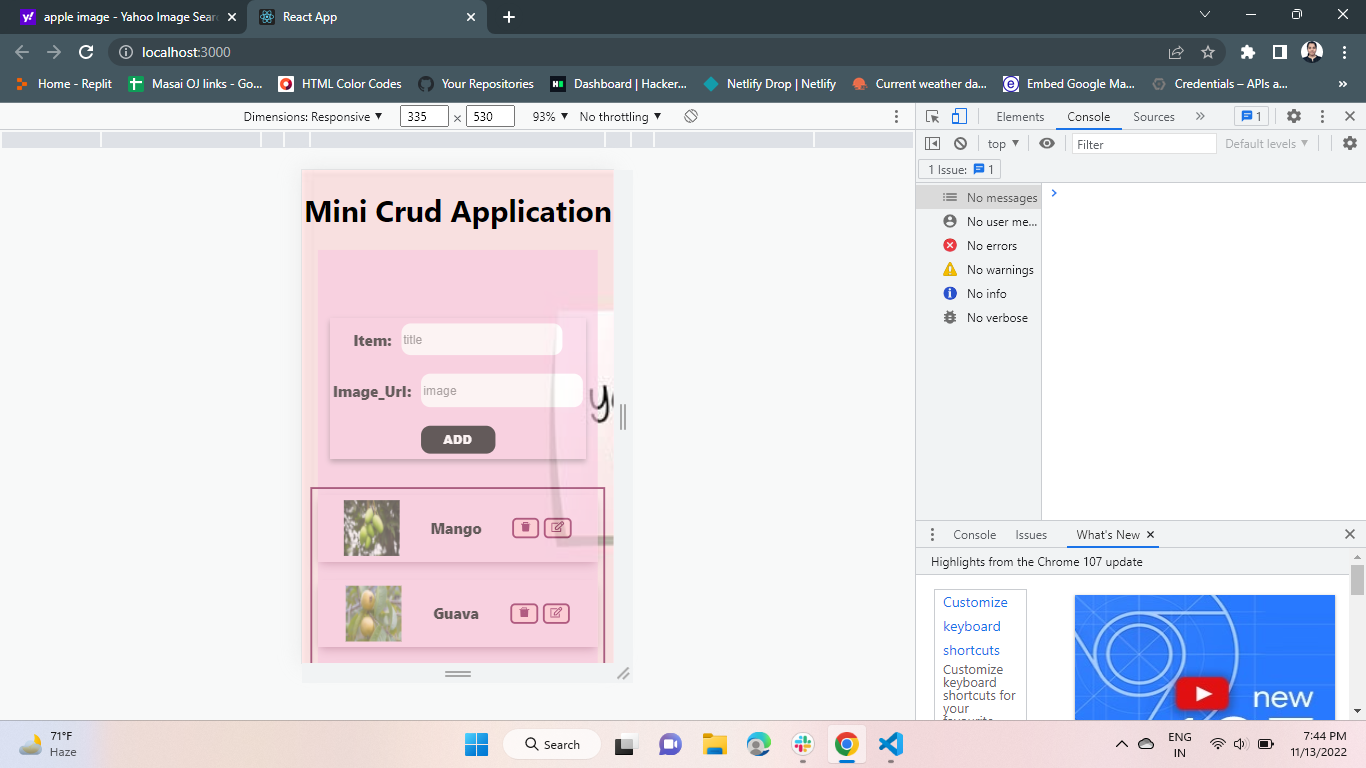 apple image - Yahoo Image Sear
React App
localhost:3000
Home - Replit
Masai OJ links - Go...
HTML Color Codes
Your Repositories
Dashboard | Hacker...
Netlify Drop | Netlify
Current weather da...
Embed Google Ma...
Credentials – APIs a...
»
Dimensions: Responsive ▼ 335 × 530 93% ▼ No throttling ▼
Elements Console Sources » 1
top ▼ Filter Default levels ▼
1 Issue: 1
No messages
No user me...
No errors
No warnings
No info
No verbose
Mini Crud Application
Item: title
Image_Url: image
ADD
Mango
Guava
Console Issues What's New ×
Highlights from the Chrome 107 update
Customize
keyboard
shortcuts
Customize
keyboard
shortcuts for
your
favourite
new
71°F
Haze
Search
ENG
IN
7:44 PM
11/13/2022